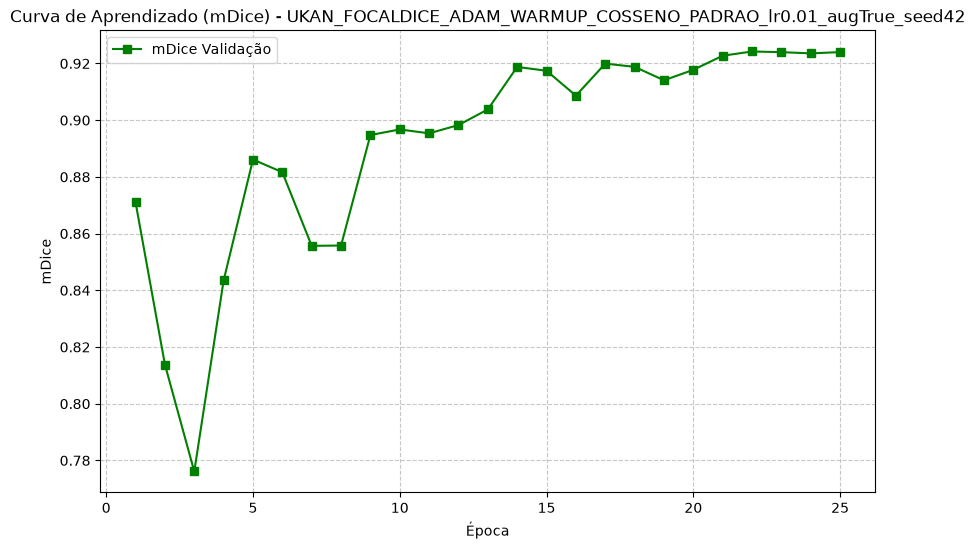 Curva de Aprendizado (mDice) - UKAN_FOCALDICE_ADAM_WARMUP_COSSENO_PADRAO_lr0.01_augTrue_seed42
mDice Validação
0.92
0.90
0.88
0.86
0.84
0.82
0.80
0.78
mDice
0 5 10 15 20 25
Época